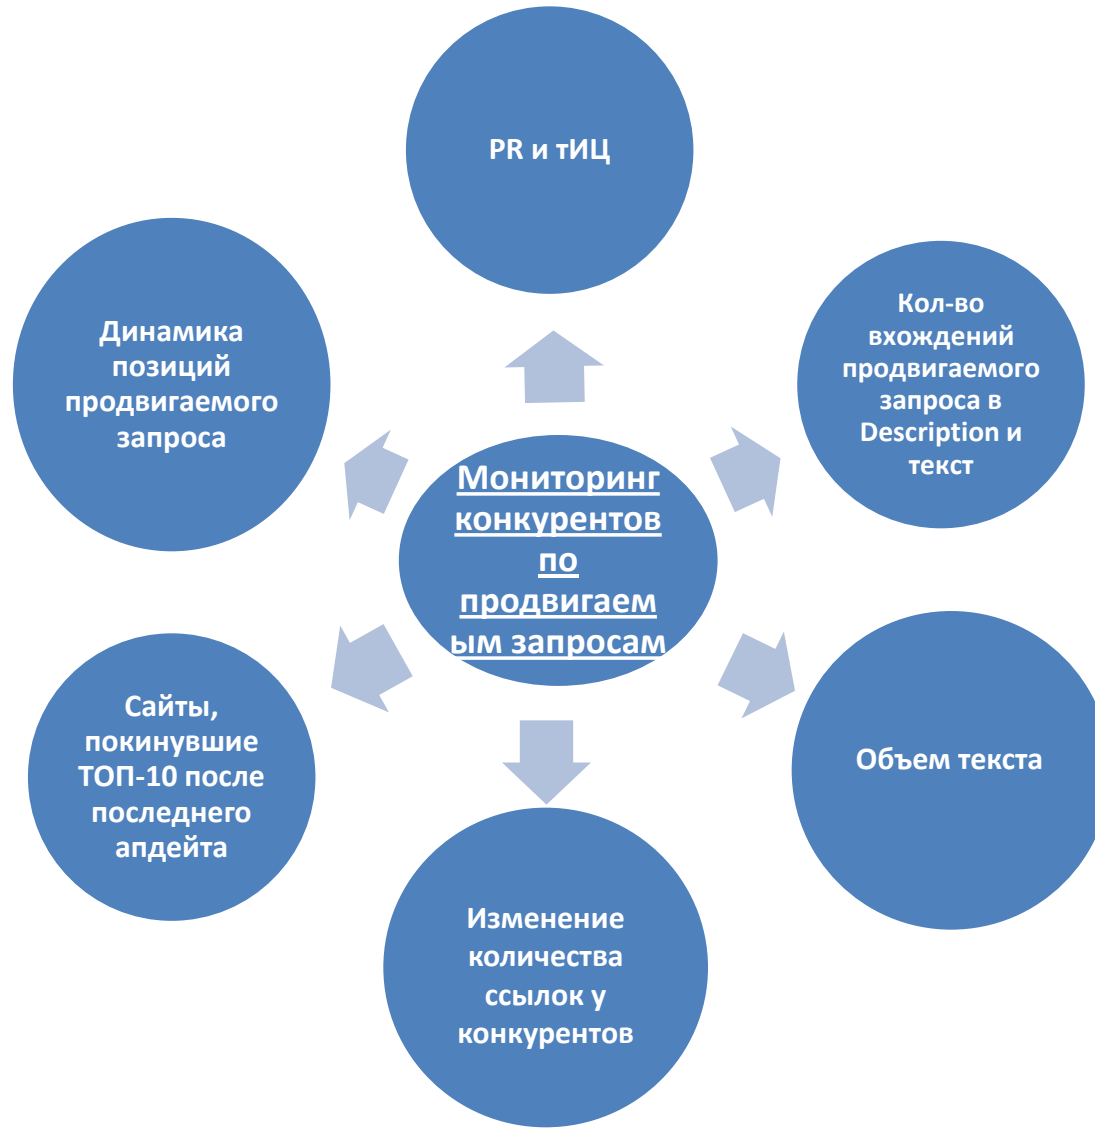 PR и тИЦ
Кол-во
вхождений
продвигаемого
запроса в
Description и
текст
Динамика
позиций
продвигаемого
запроса
Мониторинг
конкурентов
по
продвигаем
ым запросам
Объем текста
Сайты,
покинувшие
ТОП-10 после
последнего
апдейта
Изменение
количества
ссылок у
конкурентов